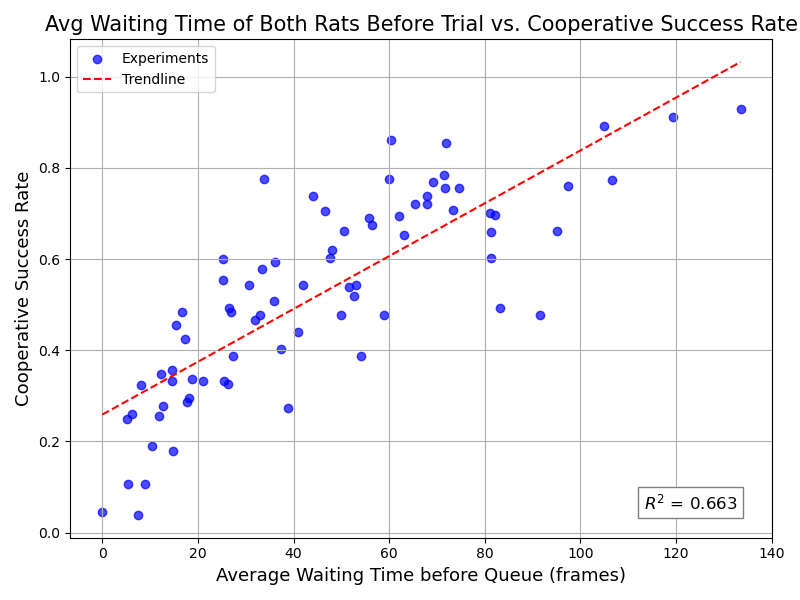 Avg Waiting Time of Both Rats Before Trial vs. Cooperative Success Rate
Experiments
Trendline
1.0
0.8
0.6
0.4
0.2
0.0
Cooperative Success Rate
R² = 0.663
0 20 40 60 80 100 120 140
Average Waiting Time before Queue (frames)